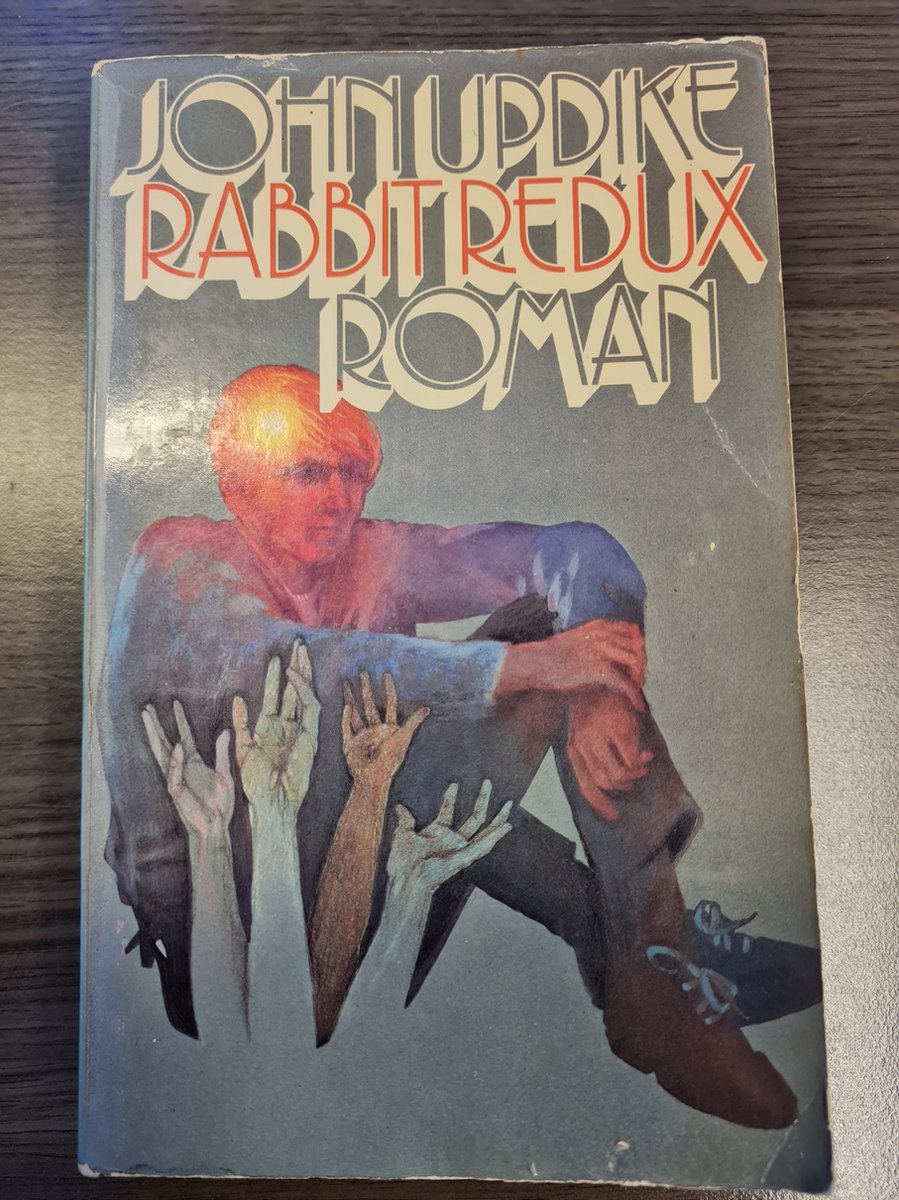 JOHN UPDIKE
RABBIT REDUX
ROMAN